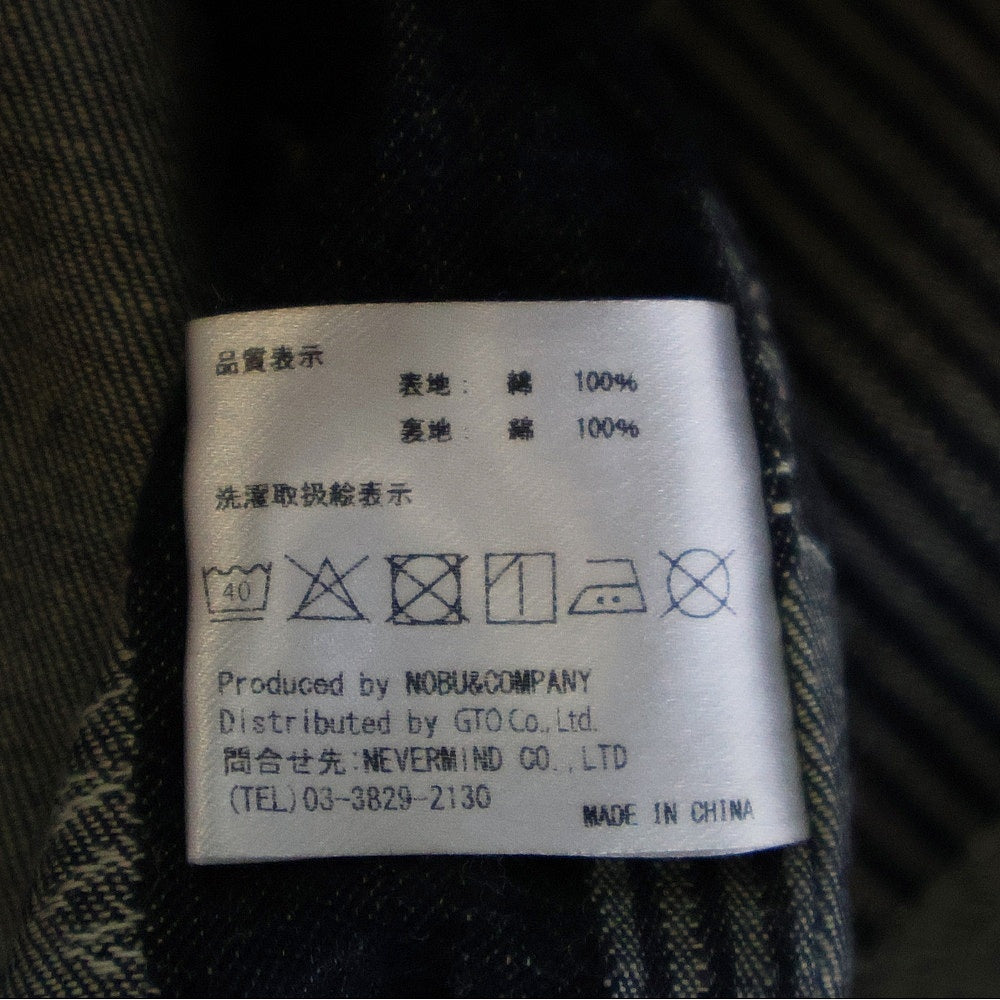 品質表示
表地: 綿 100%
裏地: 綿 100%
洗濯取扱絵表示
40
Produced by NOBU&COMPANY
Distributed by GTO Co.,Ltd.
問合せ先:NEVERMIND CO.,LTD
(TEL)03-3829-2130
MADE IN CHINA